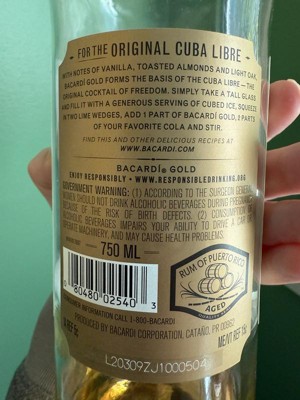 FOR THE ORIGINAL CUBA LIBRE
WITH NOTES OF VANILLA, TOASTED ALMONDS AND LIGHT OAK,
BACARDÍ GOLD FORMS THE BASIS OF THE CUBA LIBRE — THE
ORIGINAL COCKTAIL OF FREEDOM. SIMPLY TAKE A TALL GLASS
AND FILL IT WITH A GENEROUS SERVING OF CUBED ICE, SQUEEZE
IN TWO LIME WEDGES, ADD 1 PART OF BACARDÍ GOLD, 2 PARTS
OF YOUR FAVORITE COLA AND STIR.
FIND THIS AND OTHER DELICIOUS RECIPES AT
WWW.BACARDI.COM
BACARDÍ GOLD
ENJOY RESPONSIBLY • WWW.RESPONSIBLEDRINKING.ORG
GOVERNMENT WARNING: (1) ACCORDING TO THE SURGEON GENERAL,
WOMEN SHOULD NOT DRINK ALCOHOLIC BEVERAGES DURING PREGNANCY
BECAUSE OF THE RISK OF BIRTH DEFECTS. (2) CONSUMPTION OF
ALCOHOLIC BEVERAGES IMPAIRS YOUR ABILITY TO DRIVE A CAR OR
OPERATE MACHINERY, AND MAY CAUSE HEALTH PROBLEMS.
750 ML
0 80480 02540 3
RUM OF PUERTO RICO
AGED
INFORMATION CALL 1-800-BACARDI
PRODUCED BY BACARDI CORPORATION, CATAÑO, PR 00962
ME·VT REF 15¢
L20309ZJ1000504